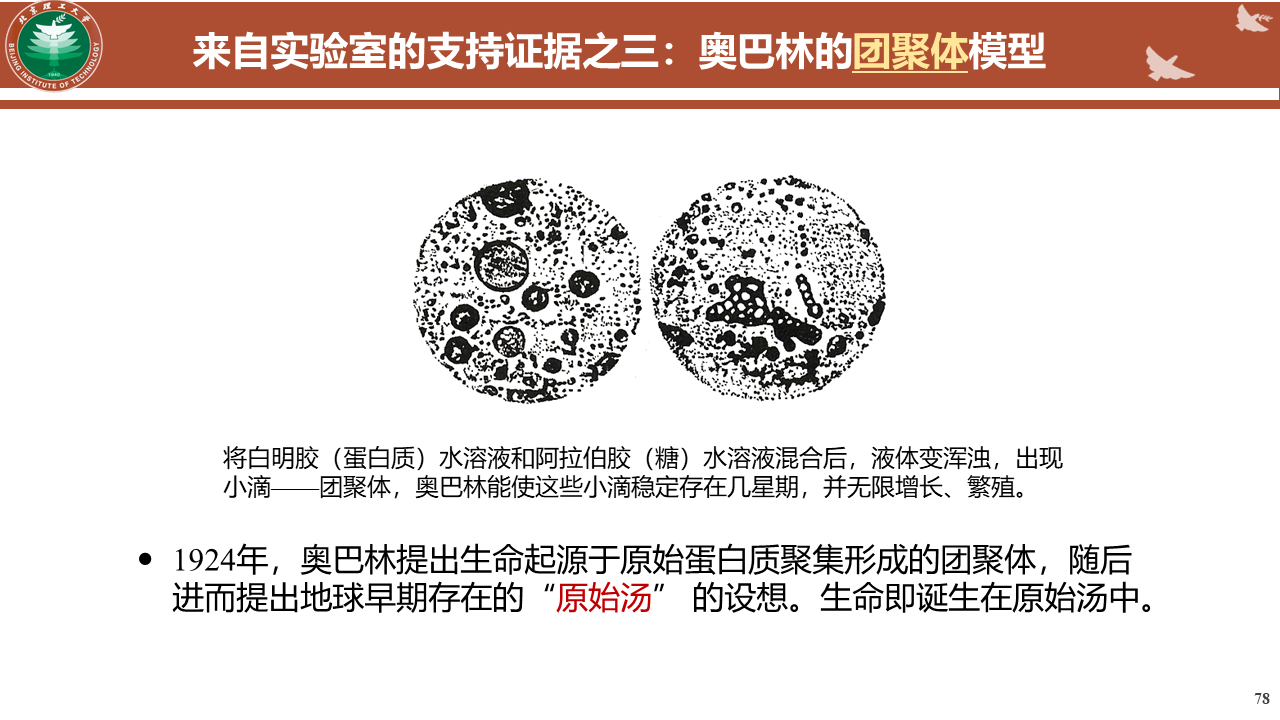 北京理工大学
BEIJING INSTITUTE OF TECHNOLOGY
1940
来自实验室的支持证据之三：奥巴林的团聚体模型
将白明胶（蛋白质）水溶液和阿拉伯胶（糖）水溶液混合后，液体变浑浊，出现
小滴——团聚体，奥巴林能使这些小滴稳定存在几星期，并无限增长、繁殖。
• 1924年，奥巴林提出生命起源于原始蛋白质聚集形成的团聚体，随后
进而提出地球早期存在的“原始汤” 的设想。生命即诞生在原始汤中。
78